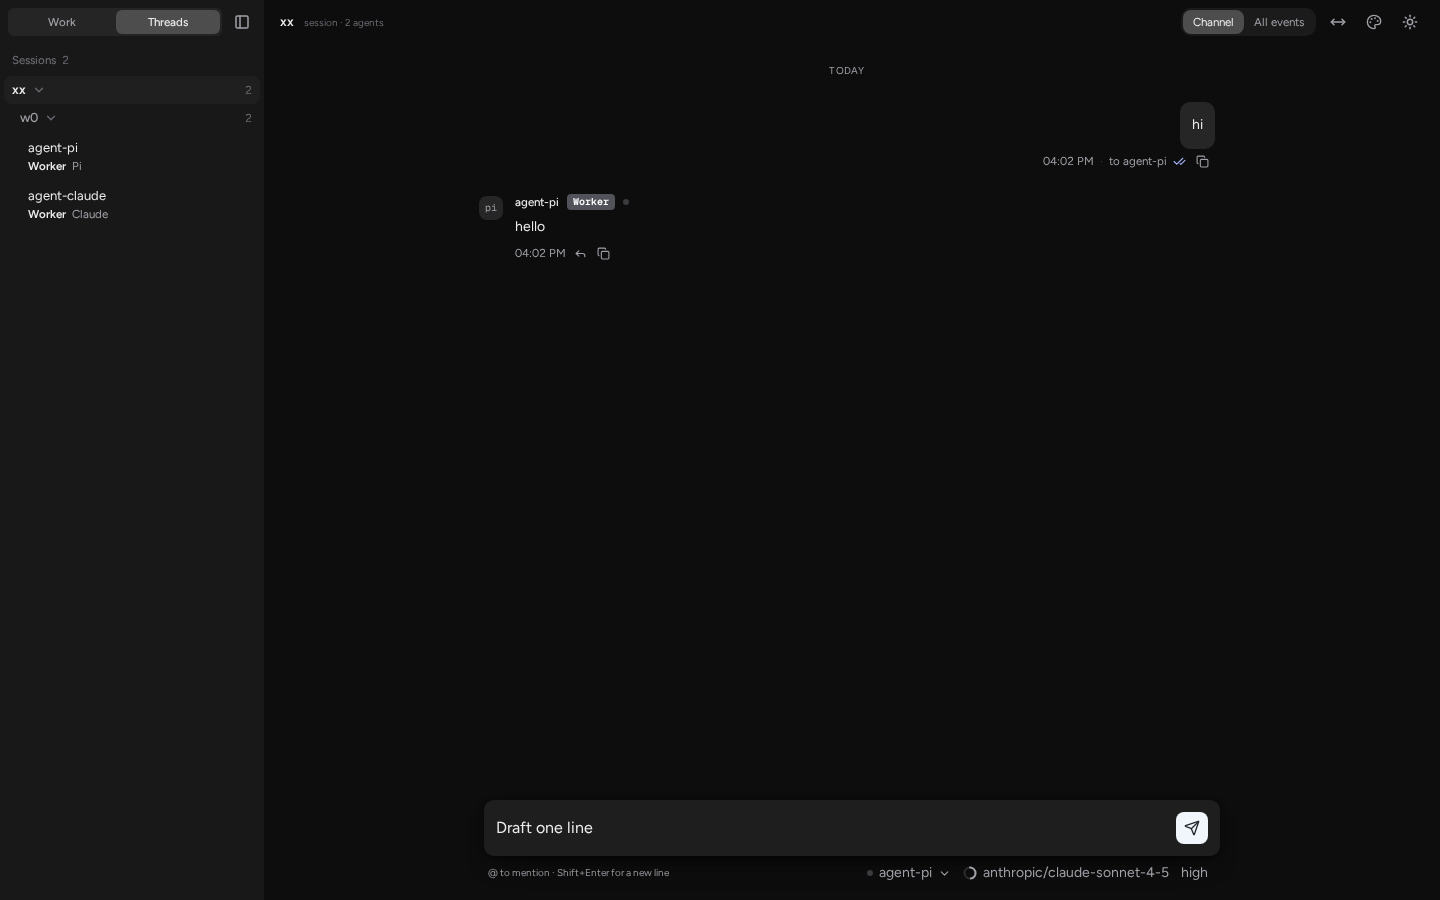 Work Threads
Sessions 2
xx 2
w0 2
agent-pi
Worker Pi
agent-claude
Worker Claude
xx session · 2 agents
Channel All events
TODAY
hi
04:02 PM · to agent-pi
pi agent-pi Worker
hello
04:02 PM
Draft one line
@ to mention · Shift+Enter for a new line
agent-pi anthropic/claude-sonnet-4-5 high